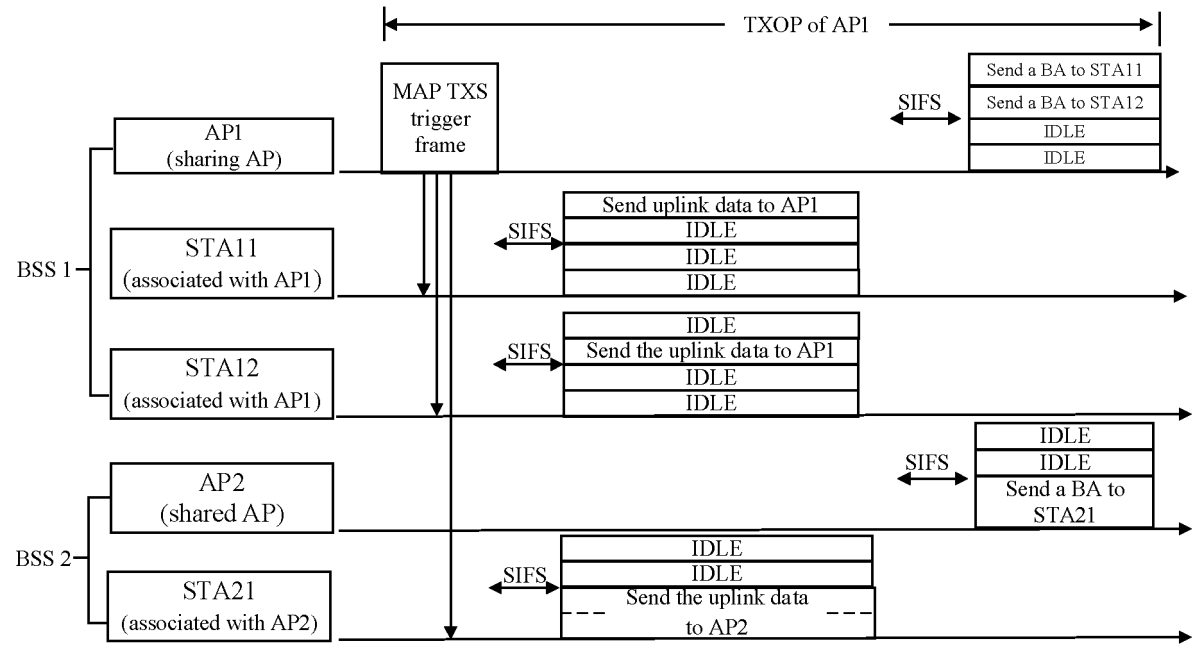 TXOP of AP1
MAP TXS
trigger
frame
Send a BA to STA11
Send a BA to STA12
IDLE
IDLE
SIFS
AP1
(sharing AP)
Send uplink data to AP1
IDLE
IDLE
IDLE
SIFS
BSS 1
STA11
(associated with AP1)
IDLE
Send the uplink data to AP1
IDLE
IDLE
SIFS
STA12
(associated with AP1)
IDLE
IDLE
Send a BA to
STA21
SIFS
AP2
(shared AP)
BSS 2
IDLE
IDLE
Send the uplink data
to AP2
SIFS
STA21
(associated with AP2)